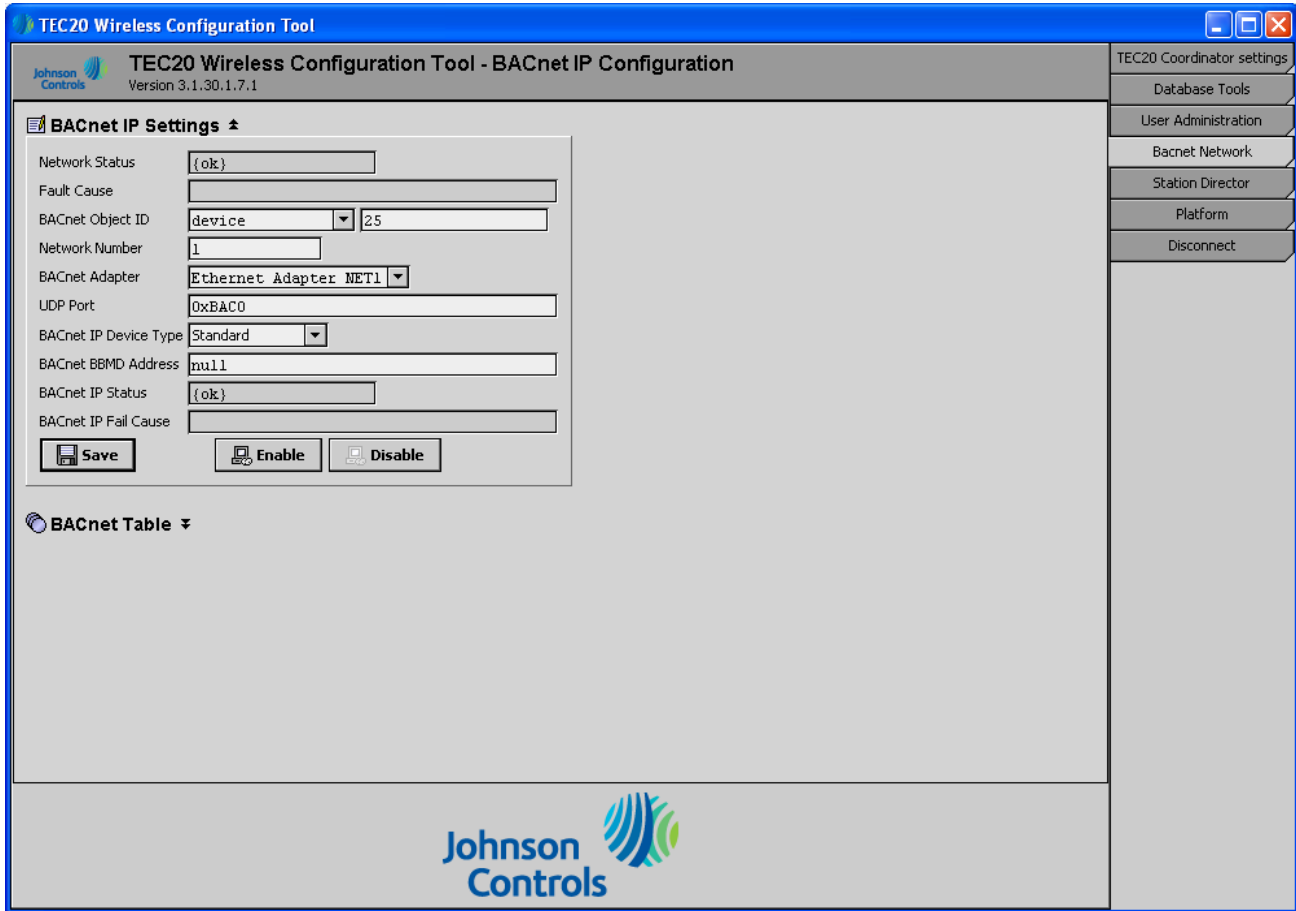 TEC20 Wireless Configuration Tool
Johnson
Controls
TEC20 Wireless Configuration Tool - BACnet IP Configuration
Version 3.1.30.1.7.1
TEC20 Coordinator settings
Database Tools
User Administration
Bacnet Network
Station Director
Platform
Disconnect
BACnet IP Settings
Network Status {ok}
Fault Cause
BACnet Object ID device 25
Network Number 1
BACnet Adapter Ethernet Adapter NET1
UDP Port 0xBAC0
BACnet IP Device Type Standard
BACnet BBMD Address null
BACnet IP Status {ok}
BACnet IP Fail Cause
Save Enable Disable
BACnet Table
Johnson
Controls